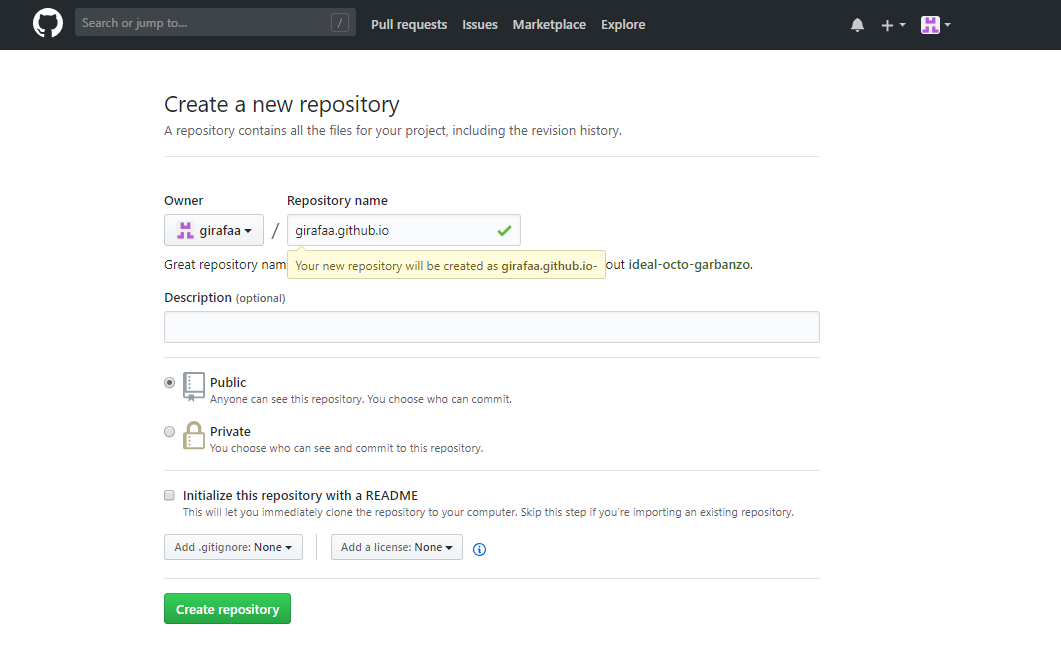 Search or jump to... / Pull requests Issues Marketplace Explore
Create a new repository
A repository contains all the files for your project, including the revision history.
Owner Repository name
girafaa / girafaa.github.io
Great repository nam Your new repository will be created as girafaa.github.io- out ideal-octo-garbanzo.
Description (optional)
Public
Anyone can see this repository. You choose who can commit.
Private
You choose who can see and commit to this repository.
Initialize this repository with a README
This will let you immediately clone the repository to your computer. Skip this step if you're importing an existing repository.
Add .gitignore: None Add a license: None
Create repository